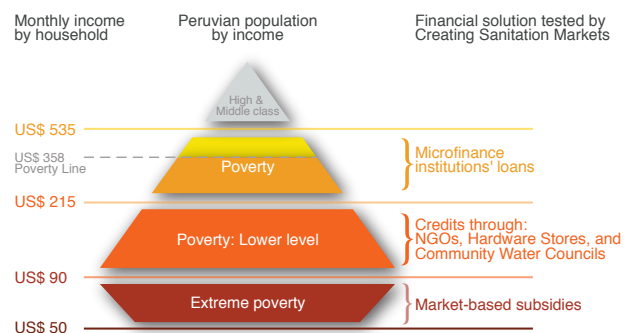 Monthly income
by household
Peruvian population
by income
Financial solution tested by
Creating Sanitation Markets
High &
Middle class
US$ 535
US$ 358
Poverty Line
Poverty
Microfinance
institutions' loans
US$ 215
Poverty: Lower level
Credits through:
NGOs, Hardware Stores, and
Community Water Councils
US$ 90
Extreme poverty
Market-based subsidies
US$ 50